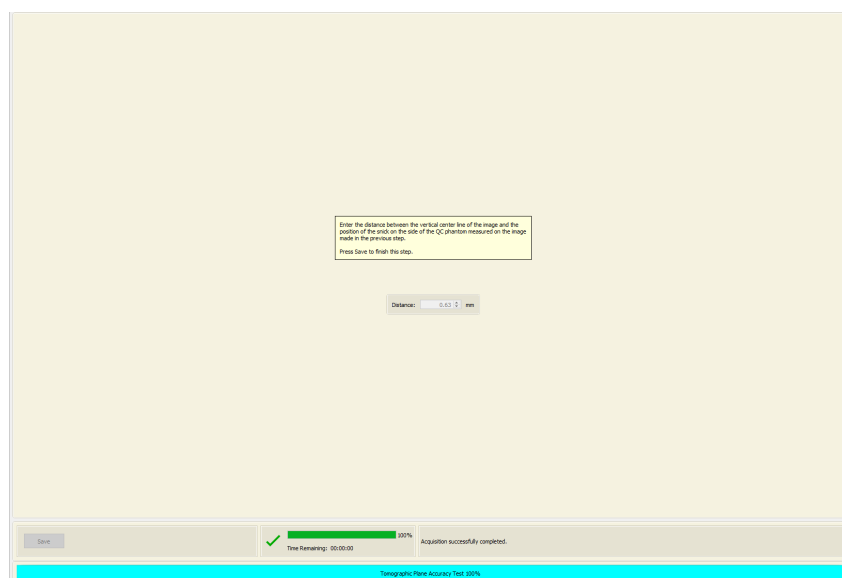 Enter the distance between the vertical center line of the image and the
position of the snick on the side of the QC phantom measured on the image
made in the previous step.
Press Save to finish this step.
Distance: 0.63 mm
Save
100%
Time Remaining: 00:00:00
Acquisition successfully completed.
Tomographic Plane Accuracy Test 100%